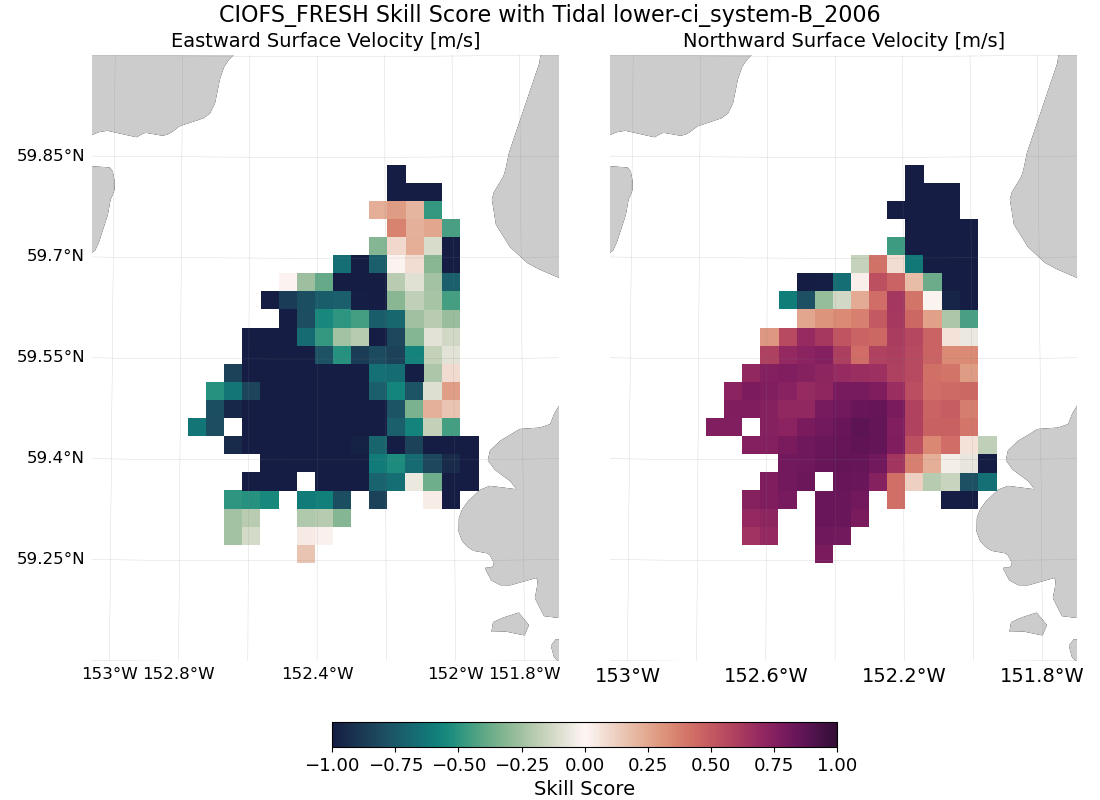 CIOFS_FRESH Skill Score with Tidal lower-ci_system-B_2006
Eastward Surface Velocity [m/s]
Northward Surface Velocity [m/s]
59.85°N
59.7°N
59.55°N
59.4°N
59.25°N
153°W 152.8°W 152.4°W 152°W 151.8°W
153°W 152.6°W 152.2°W 151.8°W
−1.00 −0.75 −0.50 −0.25 0.00 0.25 0.50 0.75 1.00
Skill Score